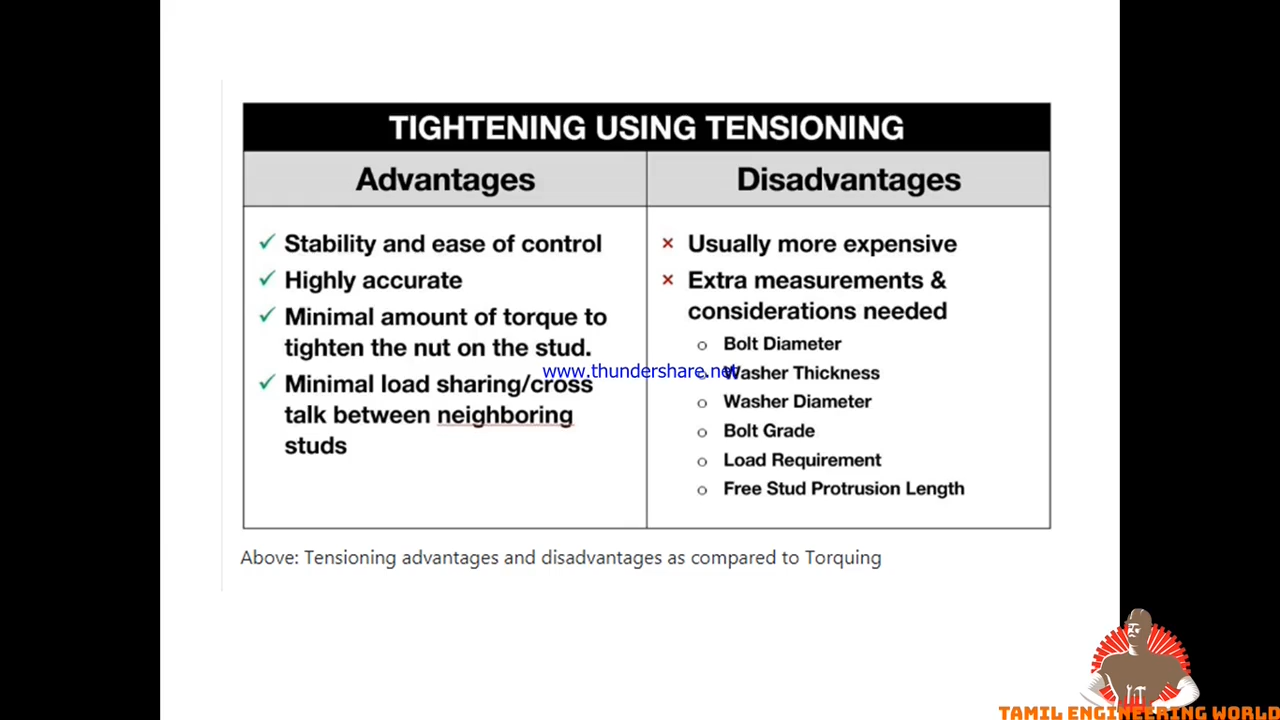 TIGHTENING USING TENSIONING
Advantages
Disadvantages
✓ Stability and ease of control
✓ Highly accurate
✓ Minimal amount of torque to
tighten the nut on the stud.
✓ Minimal load sharing/cross
talk between neighboring
studs
× Usually more expensive
× Extra measurements &
considerations needed
o Bolt Diameter
o Washer Thickness
o Washer Diameter
o Bolt Grade
o Load Requirement
o Free Stud Protrusion Length
www.thundershare.net
Above: Tensioning advantages and disadvantages as compared to Torquing
TAMIL ENGINEERING WORLD